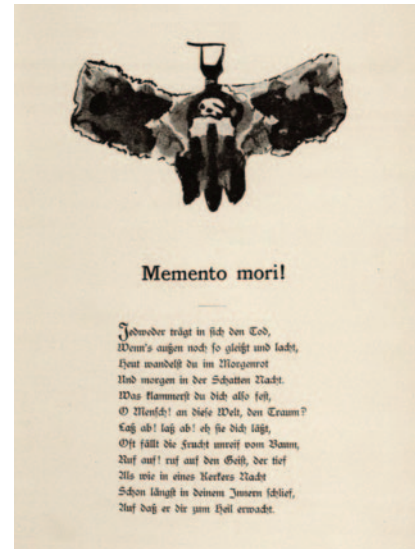 Memento mori!
Jedweder trägt in sich den Tod,
Wenn's außen noch so gleißt und lacht,
Heut wandelst du im Morgenrot
Und morgen in der Schatten Nacht.
Was klammerst du dich also fest,
O Mensch! an diese Welt, den Traum?
Laß ab! laß ab! eh sie dich läßt,
Oft fällt die Frucht unreif vom Baum,
Ruf auf! ruf auf den Geist, der tief
Als wie in eines Kerkers Nacht
Schon längst in deinem Innern schlief,
Auf daß er dir zum Heil erwacht.